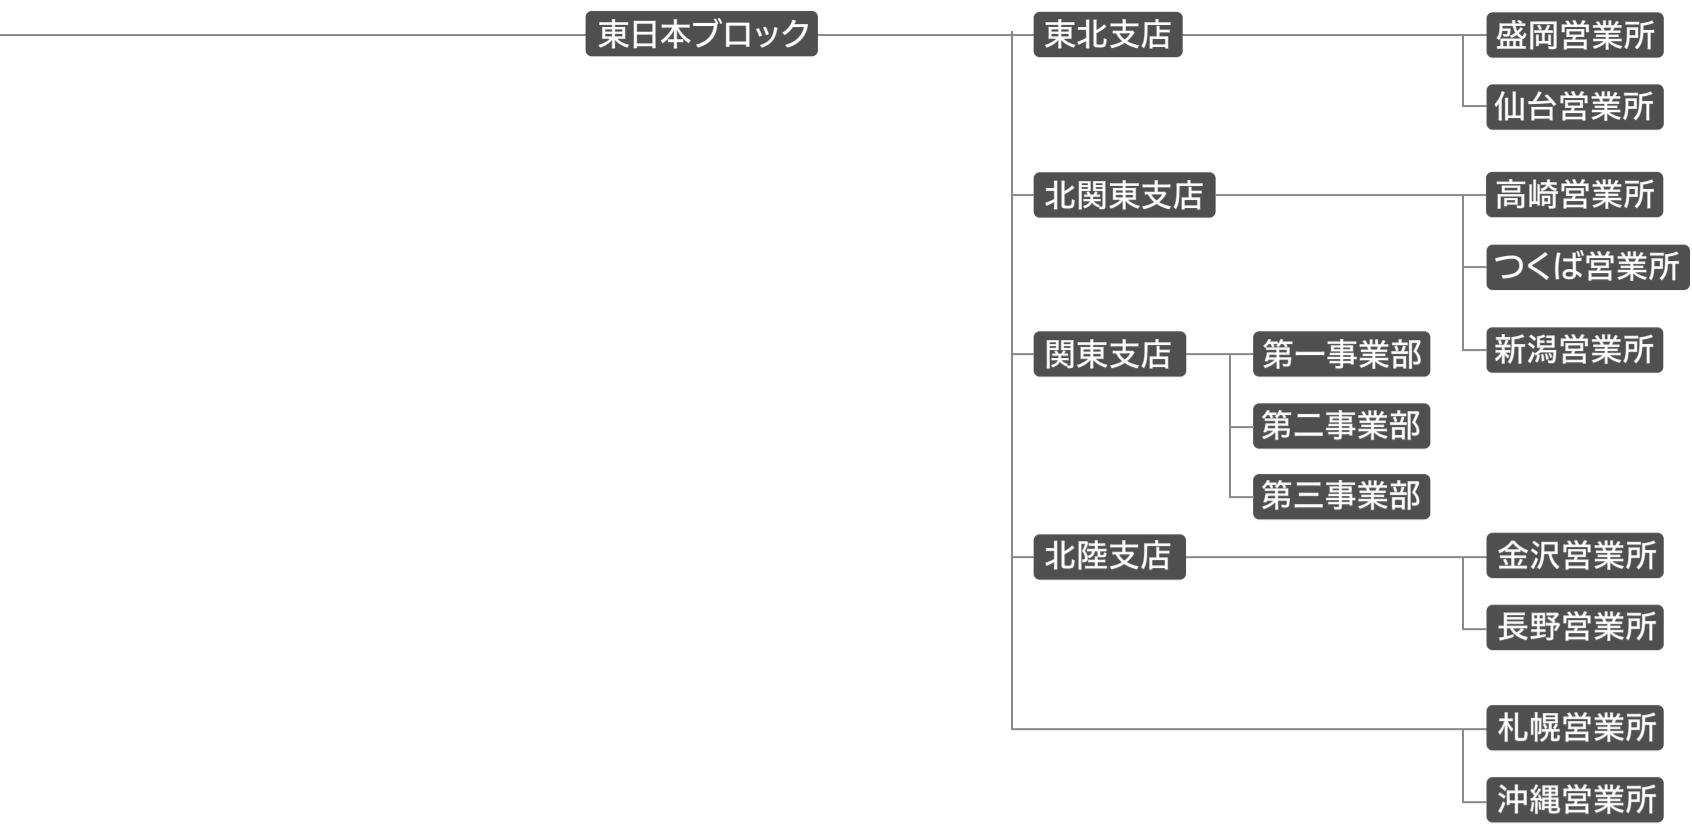 東日本ブロック
東北支店
盛岡営業所
仙台営業所
北関東支店
高崎営業所
つくば営業所
新潟営業所
関東支店
第一事業部
第二事業部
第三事業部
北陸支店
金沢営業所
長野営業所
札幌営業所
沖縄営業所